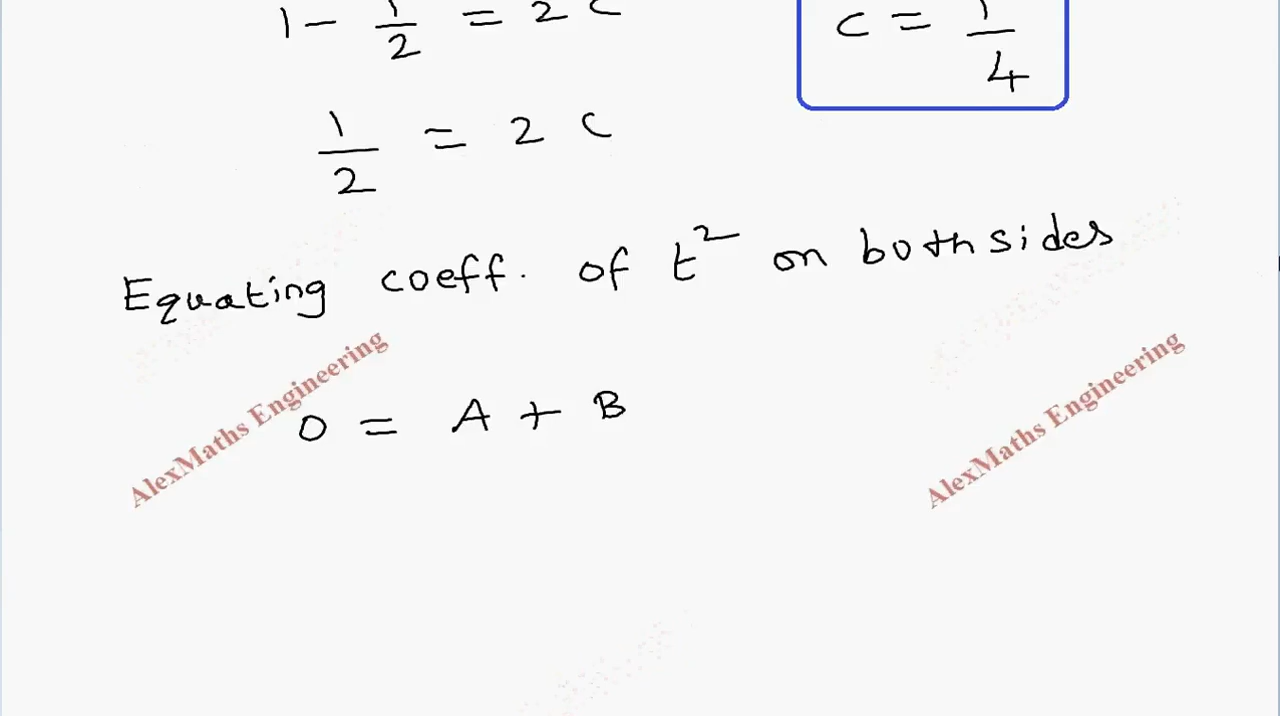 1 - 1/2 = 2 C
C = 1/4
1/2 = 2 C
Equating coeff. of t² on both sides
0 = A + B
AlexMaths Engineering
AlexMaths Engineering